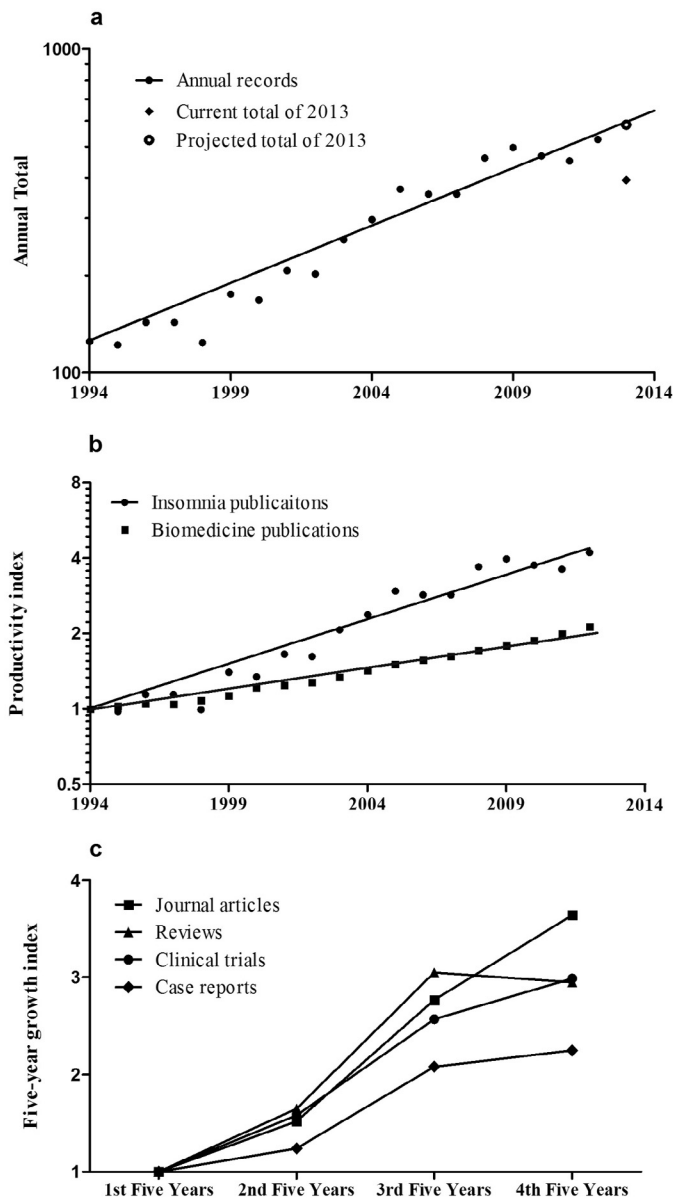 a
1000
Annual records
Current total of 2013
Projected total of 2013
Annual Total
100
1994 1999 2004 2009 2014
b
8
Insomnia publicaitons
Biomedicine publications
4
Productivity index
2
1
0.5
1994 1999 2004 2009 2014
c
4
Journal articles
Reviews
Clinical trials
Case reports
3
Five-year growth index
2
1
1st Five Years 2nd Five Years 3rd Five Years 4th Five Years